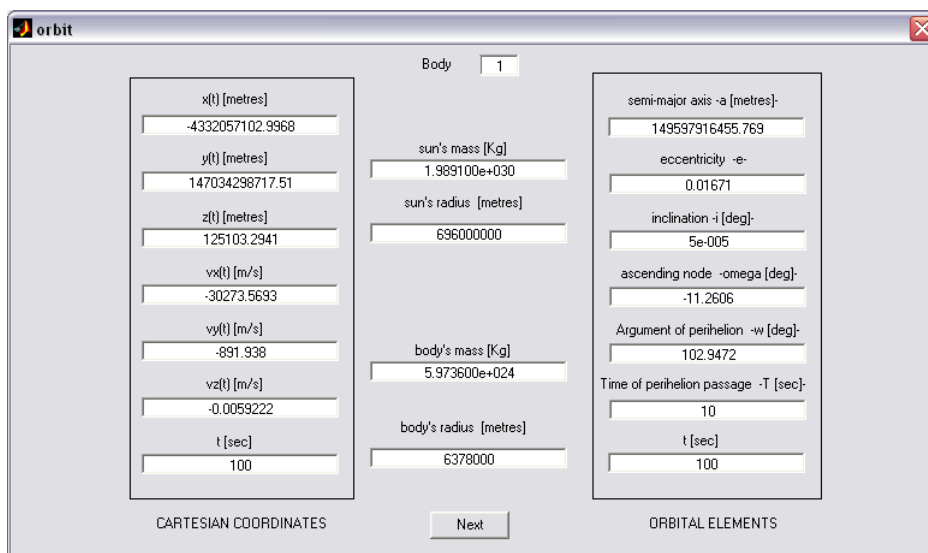 orbit
Body 1
x(t) [metres]
-4332057102.9968
y(t) [metres]
147034298717.51
z(t) [metres]
125103.2941
vx(t) [m/s]
-30273.5693
vy(t) [m/s]
-891.938
vz(t) [m/s]
-0.0059222
t [sec]
100
CARTESIAN COORDINATES
sun's mass [Kg]
1.989100e+030
sun's radius [metres]
696000000
body's mass [Kg]
5.973600e+024
body's radius [metres]
6378000
Next
semi-major axis -a [metres]-
149597916455.769
eccentricity -e-
0.01671
inclination -i [deg]-
5e-005
ascending node -omega [deg]-
-11.2606
Argument of perihelion -w [deg]-
102.9472
Time of perihelion passage -T [sec]-
10
t [sec]
100
ORBITAL ELEMENTS